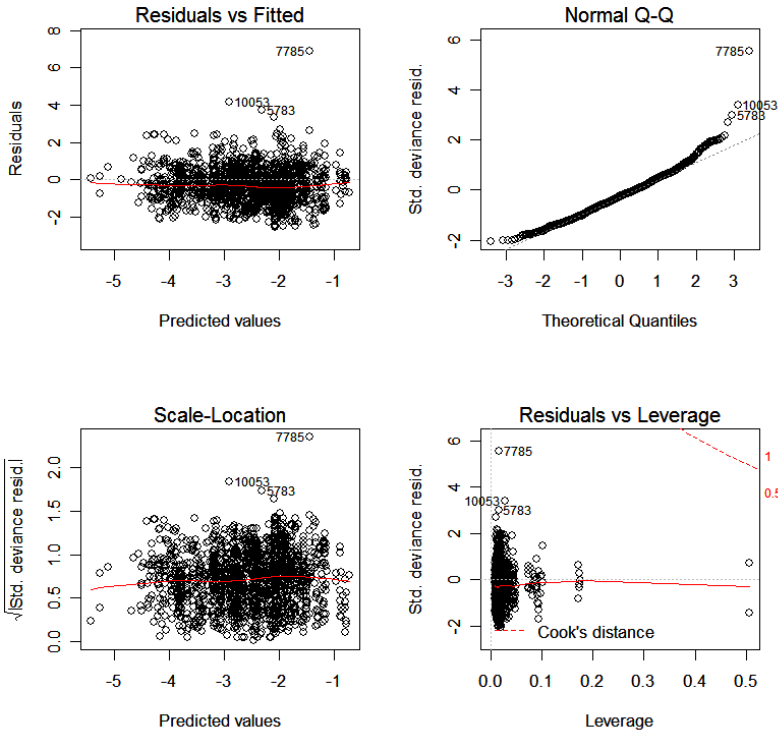 Residuals vs Fitted
Residuals
8
6
4
2
0
-2
7785
10053
5783
-5 -4 -3 -2 -1
Predicted values
Normal Q-Q
Std. deviance resid.
6
4
2
0
-2
7785
10053
5783
-3 -2 -1 0 1 2 3
Theoretical Quantiles
Scale-Location
√|Std. deviance resid.|
2.0
1.5
1.0
0.5
0.0
7785
10053
5783
-5 -4 -3 -2 -1
Predicted values
Residuals vs Leverage
Std. deviance resid.
6
4
2
0
-2
7785
10053
5783
1
0.5
Cook's distance
0.0 0.1 0.2 0.3 0.4 0.5
Leverage